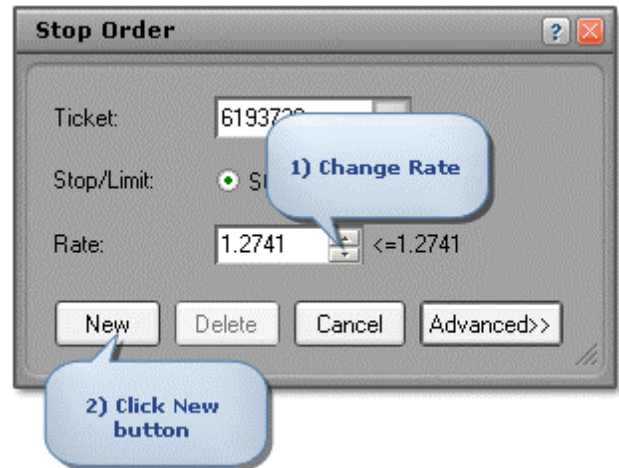 Stop Order
Ticket:
1) Change Rate
Stop/Limit:
Rate: 1.2741 <=1.2741
New Delete Cancel Advanced>>
2) Click New
button